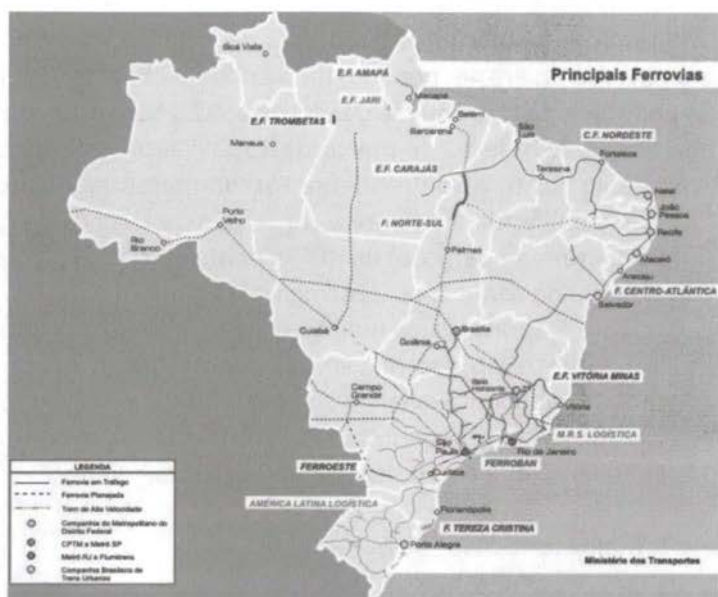 Principais Ferrovias
Boa Vista
E.F. AMAPÁ
E.F. JARI
Macapá
E.F. TROMBETAS
Belém
Barcarena
Manaus
São Luís
C.F. NORDESTE
Fortaleza
E.F. CARAJÁS
Teresina
Natal
João Pessoa
F. NORTE-SUL
Recife
Porto Velho
Palmas
Maceió
Rio Branco
Aracaju
F. CENTRO-ATLÂNTICA
Salvador
Cuiabá
Brasília
Goiânia
E.F. VITÓRIA MINAS
Belo Horizonte
Campo Grande
Vitória
M.R.S. LOGÍSTICA
São Paulo
Rio de Janeiro
FERROESTE
FERROBAN
Curitiba
AMÉRICA LATINA LOGÍSTICA
Florianópolis
F. TEREZA CRISTINA
Porto Alegre
Ministério dos Transportes
LEGENDA
Ferrovia em Tráfego
Ferrovia Planejada
Trem de Alta Velocidade
Companhia do Metropolitano do
Distrito Federal
CPTM e Metrô SP
Metrô RJ e Flumitrens
Companhia Brasileira de
Trens Urbanos